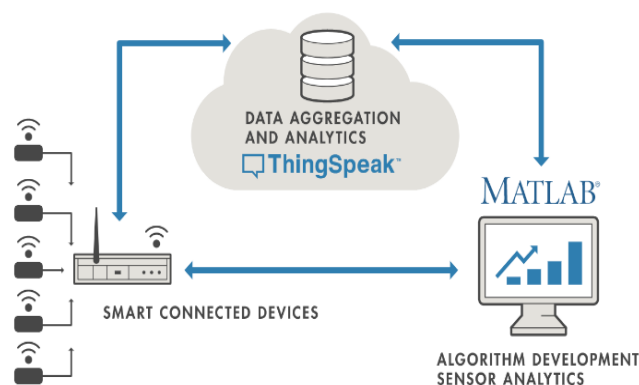 DATA AGGREGATION
AND ANALYTICS
ThingSpeak™
MATLAB®
SMART CONNECTED DEVICES
ALGORITHM DEVELOPMENT
SENSOR ANALYTICS